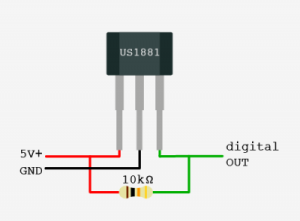 US1881
5V+
GND
10kΩ
digital
OUT